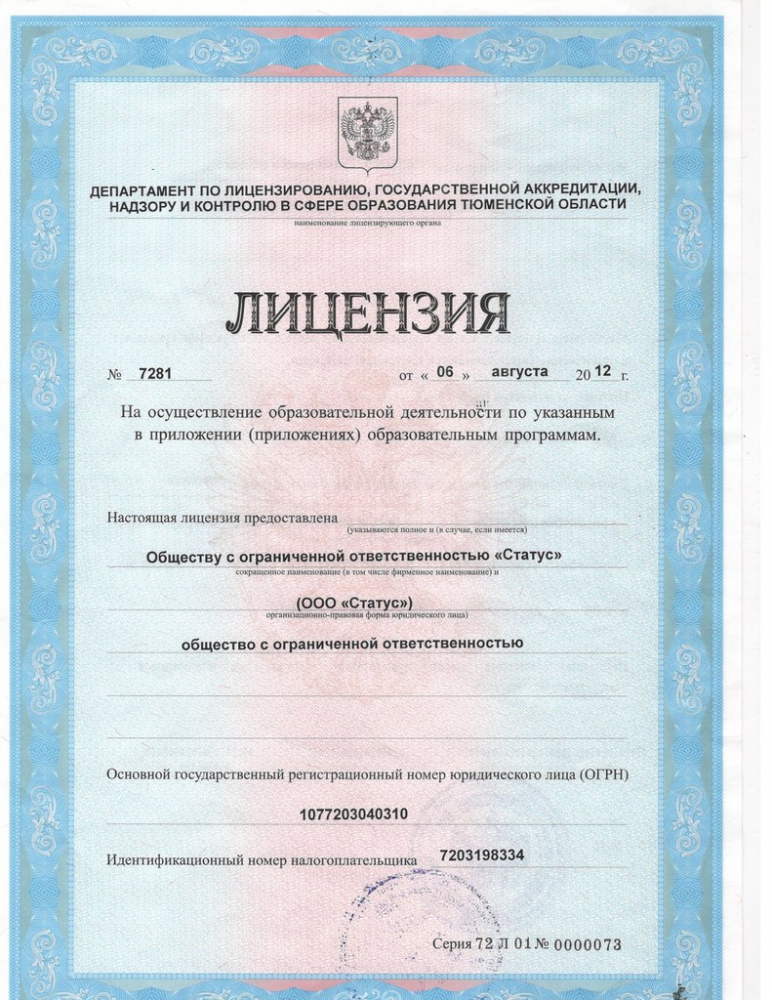 ДЕПАРТАМЕНТ ПО ЛИЦЕНЗИРОВАНИЮ, ГОСУДАРСТВЕННОЙ АККРЕДИТАЦИИ,
НАДЗОРУ И КОНТРОЛЮ В СФЕРЕ ОБРАЗОВАНИЯ ТЮМЕНСКОЙ ОБЛАСТИ
наименование лицензирующего органа
ЛИЦЕНЗИЯ
№ 7281 от « 06 » августа 20 12 г.
На осуществление образовательной деятельности по указанным
в приложении (приложениях) образовательным программам.
Настоящая лицензия предоставлена
(указываются полное и (в случае, если имеется)
Обществу с ограниченной ответственностью «Статус»
сокращенное наименование (в том числе фирменное наименование) и
(ООО «Статус»)
организационно-правовая форма юридического лица)
общество с ограниченной ответственностью
Основной государственный регистрационный номер юридического лица (ОГРН)
1077203040310
Идентификационный номер налогоплательщика 7203198334
Серия 72 Л 01 № 0000073